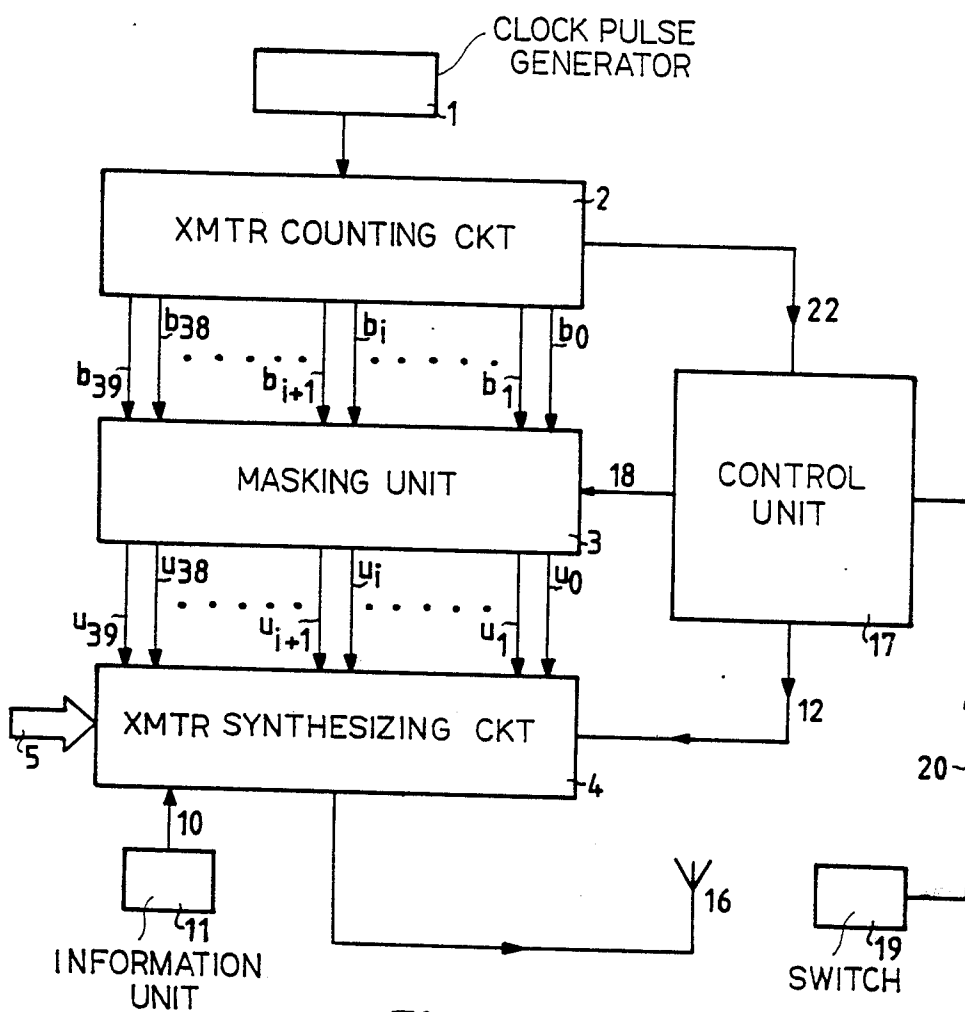 CLOCK PULSE
GENERATOR
1
2
XMTR COUNTING CKT
22
b39
b38
bi+1
bi
b1
b0
MASKING UNIT
3
18
CONTROL
UNIT
17
u39
u38
ui+1
ui
u1
u0
5
XMTR SYNTHESIZING CKT
4
12
20
10
11
INFORMATION
UNIT
16
19
SWITCH